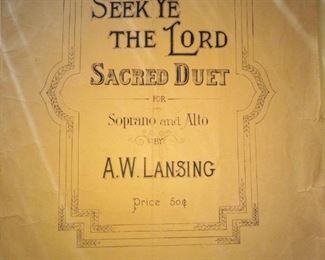 SEEK YE
THE LORD
SACRED DUET
FOR
Soprano and Alto
BY
A.W. LANSING
Price 50¢